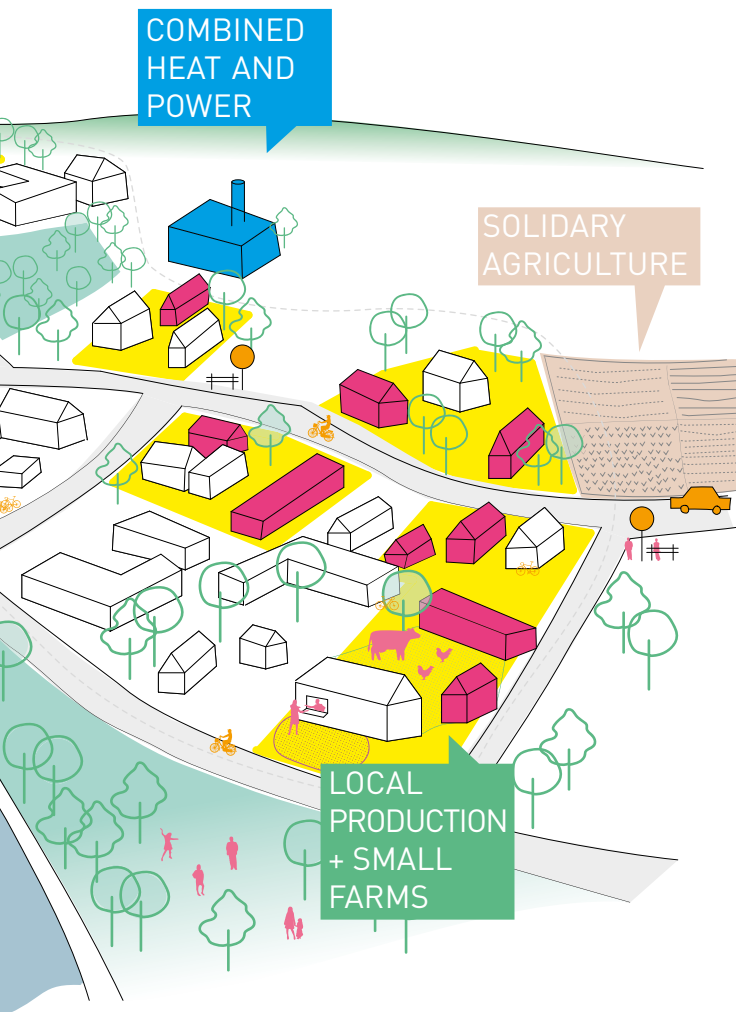 COMBINED
HEAT AND
POWER
SOLIDARY
AGRICULTURE
LOCAL
PRODUCTION
+ SMALL
FARMS